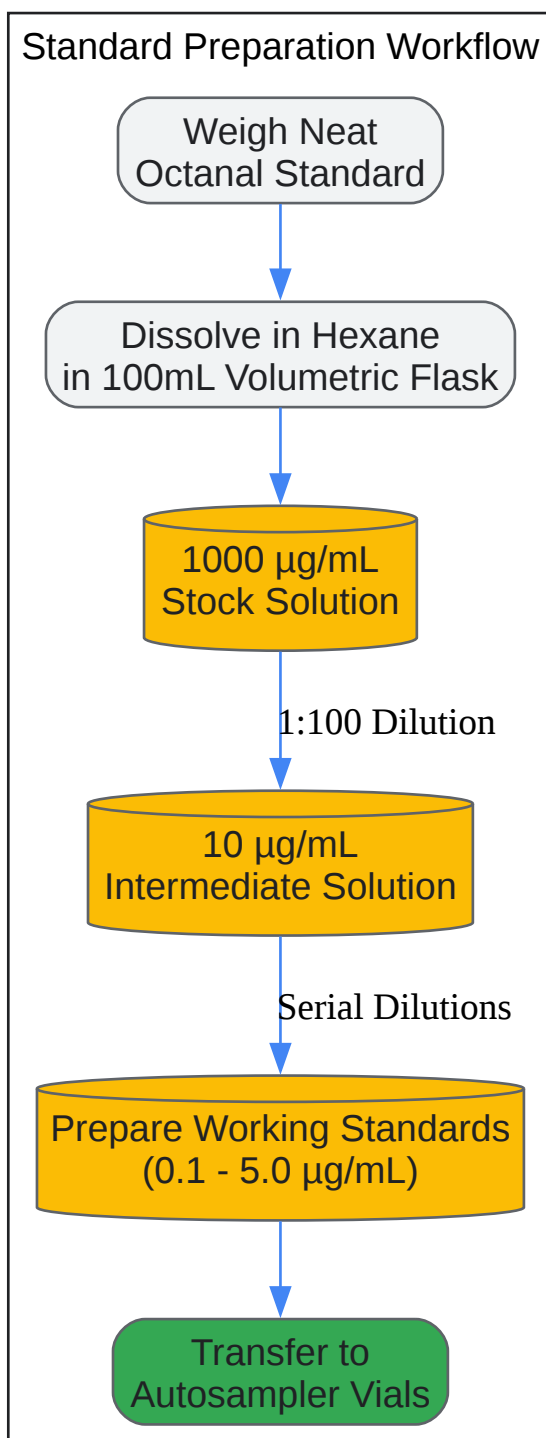 Standard Preparation Workflow
Weigh Neat
Octanal Standard
Dissolve in Hexane
in 100mL Volumetric Flask
1000 µg/mL
Stock Solution
1:100 Dilution
10 µg/mL
Intermediate Solution
Serial Dilutions
Prepare Working Standards
(0.1 - 5.0 µg/mL)
Transfer to
Autosampler Vials